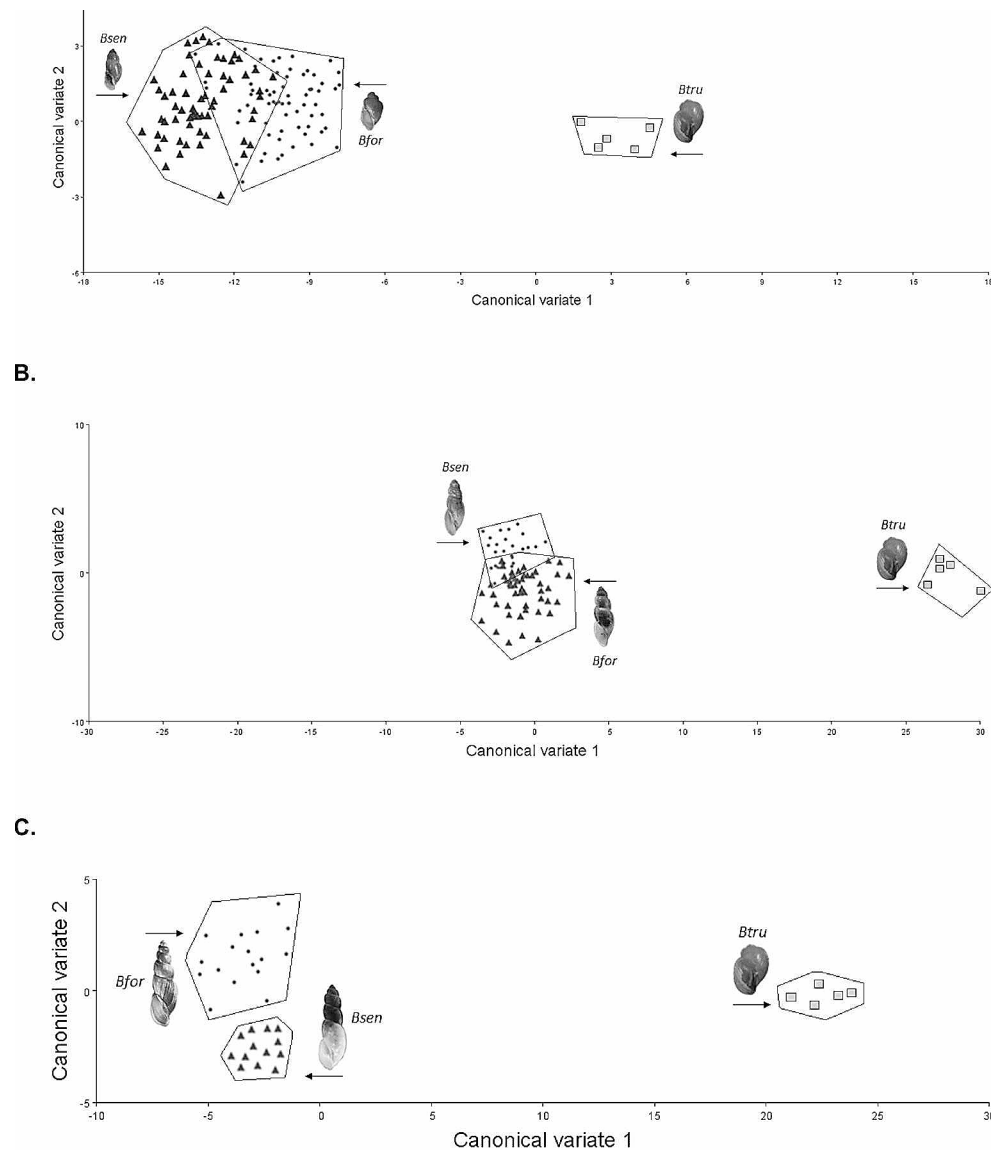 Bsen
Btru
Bfor
Canonical variate 2
3
0
-3
-6
-18 -15 -12 -9 -6 -3 0 3 6 9 12 15 18
Canonical variate 1
B.
10
0
-10
Canonical variate 2
Bsen
Btru
Bfor
-30 -25 -20 -15 -10 -5 0 5 10 15 20 25 30
Canonical variate 1
C.
5
0
-5
Canonical variate 2
Btru
Bfor
Bsen
-10 -5 0 5 10 15 20 25 30
Canonical variate 1